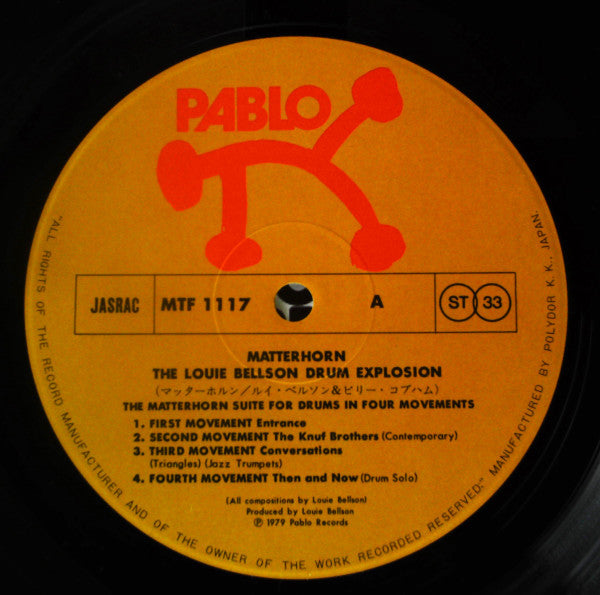 PABLO
JASRAC
MTF 1117
A
ST 33
MATTERHORN
THE LOUIE BELLSON DRUM EXPLOSION
(マッターホルン/ルイ・ベルソン&ビリー・コブハム)
THE MATTERHORN SUITE FOR DRUMS IN FOUR MOVEMENTS
1. FIRST MOVEMENT Entrance
2. SECOND MOVEMENT The Knuf Brothers (Contemporary)
3. THIRD MOVEMENT Conversations
(Triangles) (Jazz Trumpets)
4. FOURTH MOVEMENT Then and Now (Drum Solo)
(All compositions by Louie Bellson)
Produced by Louie Bellson
℗ 1979 Pablo Records
"ALL RIGHTS OF THE RECORD MANUFACTURER AND OF THE OWNER OF THE WORK RECORDED RESERVED." MANUFACTURED BY POLYDOR K. K., JAPAN.